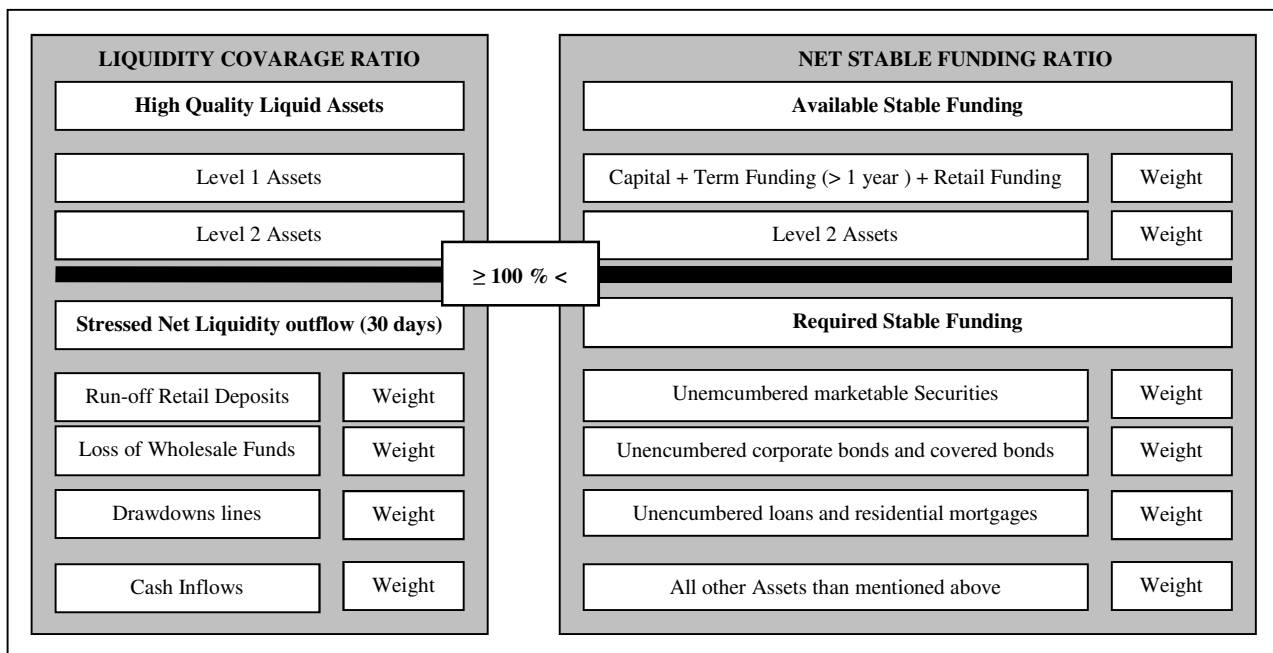 LIQUIDITY COVARAGE RATIO
High Quality Liquid Assets
Level 1 Assets
Level 2 Assets
Stressed Net Liquidity outflow (30 days)
Run-off Retail Deposits
Weight
Loss of Wholesale Funds
Weight
Drawdowns lines
Weight
Cash Inflows
Weight
≥ 100 % <
NET STABLE FUNDING RATIO
Available Stable Funding
Capital + Term Funding (> 1 year ) + Retail Funding
Weight
Level 2 Assets
Weight
Required Stable Funding
Unemcumbered marketable Securities
Weight
Unencumbered corporate bonds and covered bonds
Weight
Unencumbered loans and residential mortgages
Weight
All other Assets than mentioned above
Weight